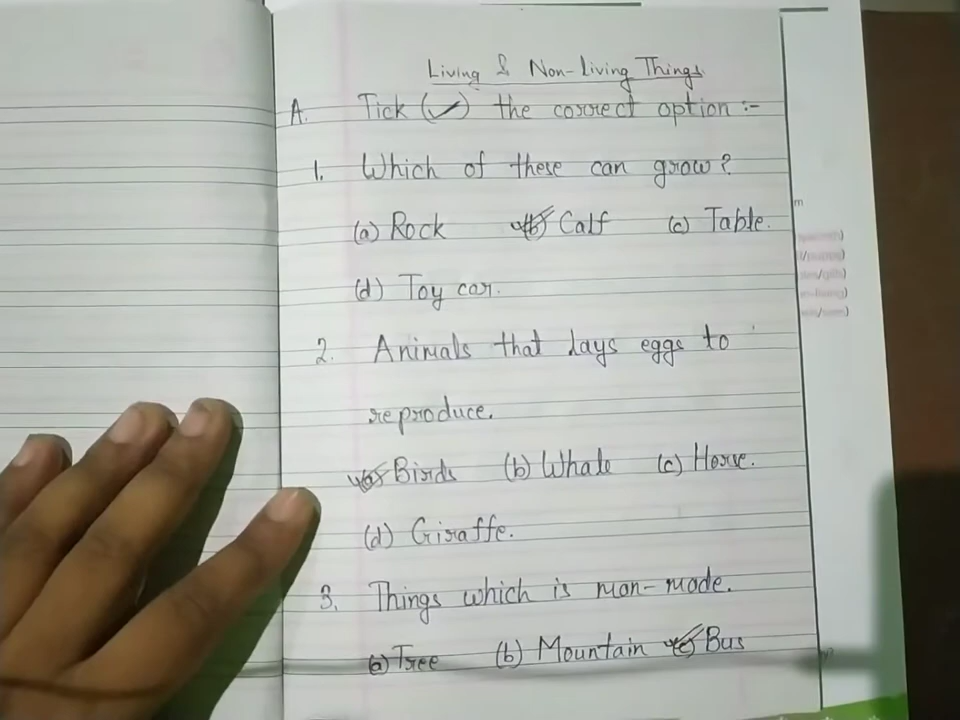 Living & Non-Living Things
A. Tick (✓) the correct option :-
1. Which of these can grow?
(a) Rock (b) Calf (c) Table.
(d) Toy car.
2. Animals that lays eggs to
reproduce.
(a) Birds (b) Whale (c) Horse.
(d) Giraffe.
3. Things which is man-made.
(a) Tree (b) Mountain (c) Bus